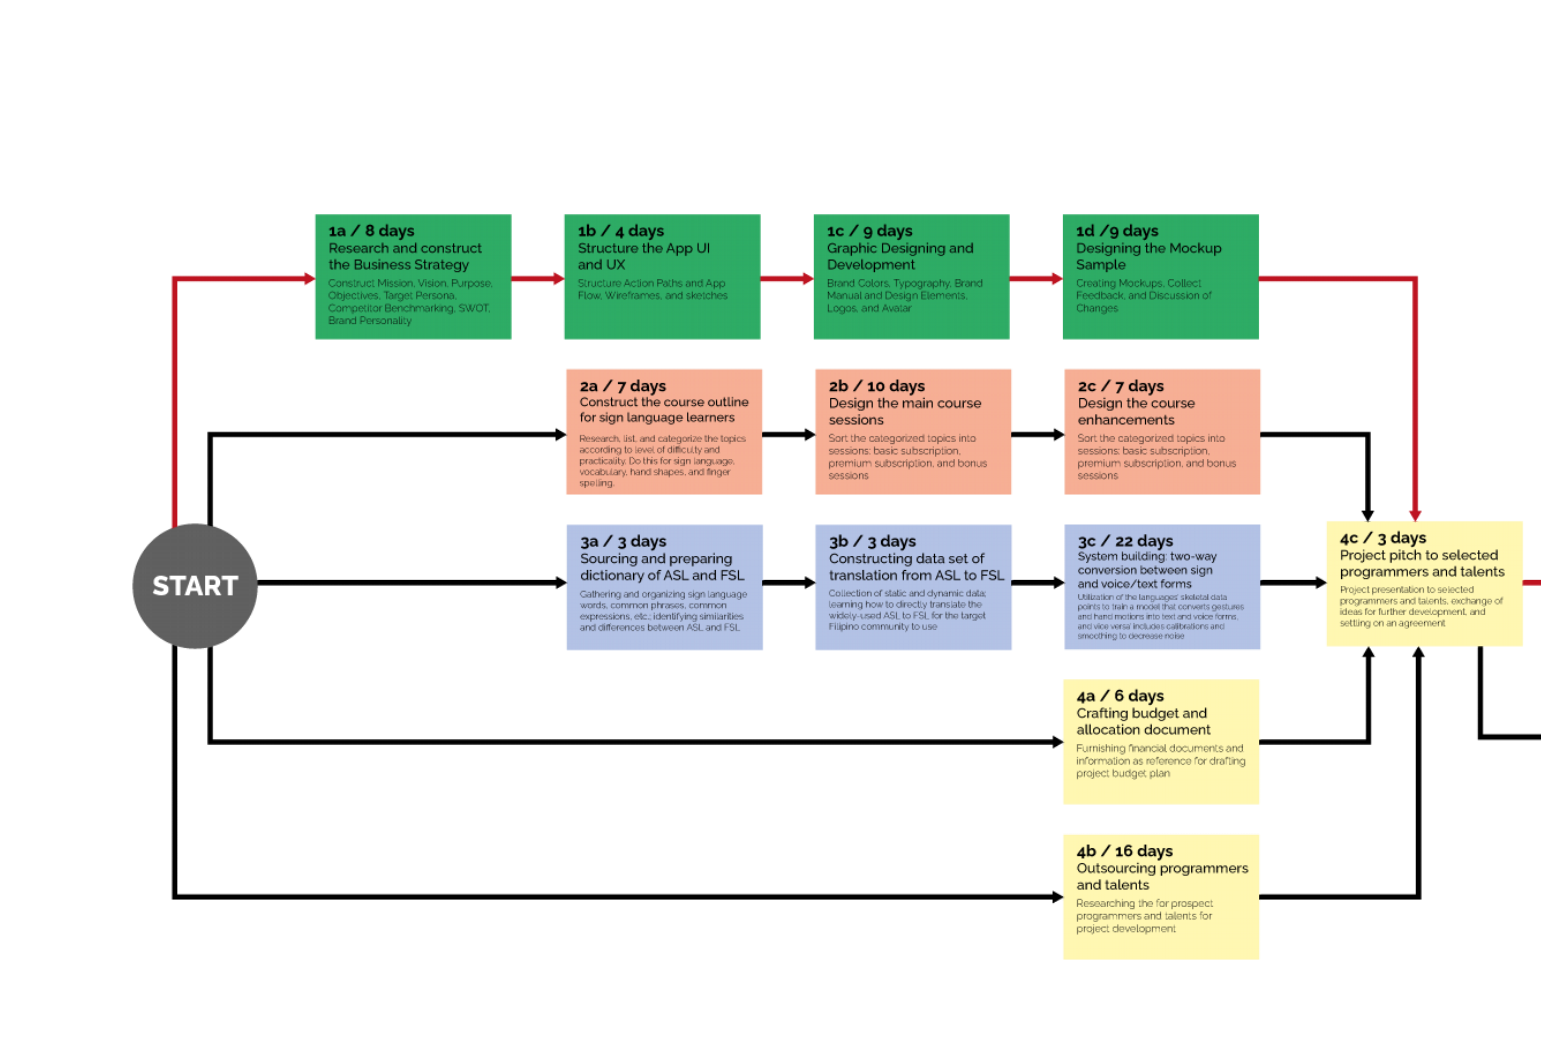 1a / 8 days
Research and construct
the Business Strategy
Construct Mission, Vision, Purpose,
Objectives, Target Persona,
Competitor Benchmarking, SWOT,
Brand Personality
1b / 4 days
Structure the App UI
and UX
Structure Action Paths and App
Flow, Wireframes, and sketches
1c / 9 days
Graphic Designing and
Development
Brand Colors, Typography, Brand
Manual and Design Elements,
Logos, and Avatar
1d /9 days
Designing the Mockup
Sample
Creating Mockups, Collect
Feedback, and Discussion of
Changes
2a / 7 days
Construct the course outline
for sign language learners
Research, list, and categorize the topics
according to level of difficulty and
practicality. Do this for sign language,
vocabulary, hand shapes, and finger
spelling.
2b / 10 days
Design the main course
sessions
Sort the categorized topics into
sessions: basic subscription,
premium subscription, and bonus
sessions
2c / 7 days
Design the course
enhancements
Sort the categorized topics into
sessions: basic subscription,
premium subscription, and bonus
sessions
START
3a / 3 days
Sourcing and preparing
dictionary of ASL and FSL
Gathering and organizing sign language
words, common phrases, common
expressions, etc.; identifying similarities
and differences between ASL and FSL
3b / 3 days
Constructing data set of
translation from ASL to FSL
Collection of static and dynamic data;
learning how to directly translate the
widely-used ASL to FSL for the target
Filipino community to use
3c / 22 days
System building: two-way
conversion between sign
and voice/text forms
Utilization of the languages' skeletal data
points to train a model that converts gestures
and hand motions into text and voice forms,
and vice versa; includes calibrations and
smoothing to decrease noise
4c / 3 days
Project pitch to selected
programmers and talents
Project presentation to selected
programmers and talents, exchange of
ideas for further development, and
settling on an agreement
4a / 6 days
Crafting budget and
allocation document
Furnishing financial documents and
information as reference for drafting
project budget plan
4b / 16 days
Outsourcing programmers
and talents
Researching the for prospect
programmers and talents for
project development